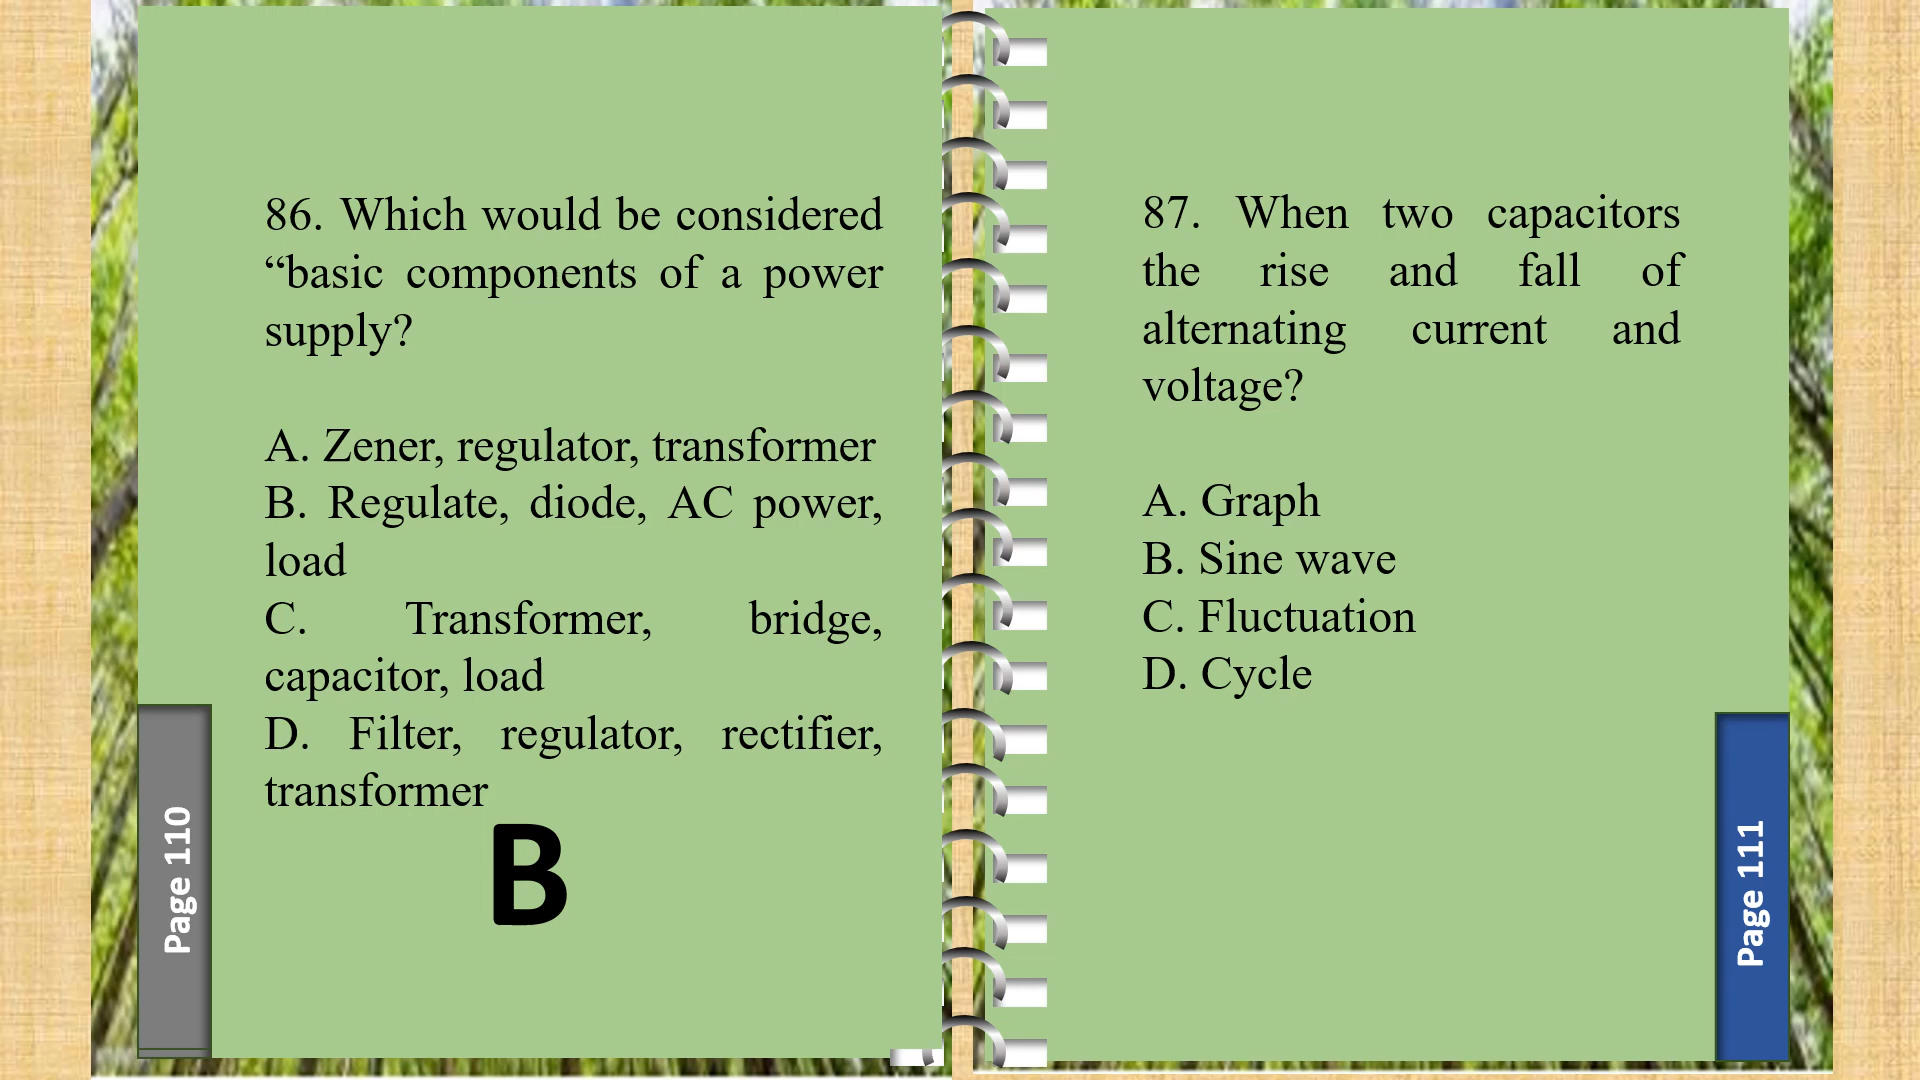 86. Which would be considered
“basic components of a power
supply?
A. Zener, regulator, transformer
B. Regulate, diode, AC power,
load
C. Transformer, bridge,
capacitor, load
D. Filter, regulator, rectifier,
transformer
B
Page 110
87. When two capacitors
the rise and fall of
alternating current and
voltage?
A. Graph
B. Sine wave
C. Fluctuation
D. Cycle
Page 111